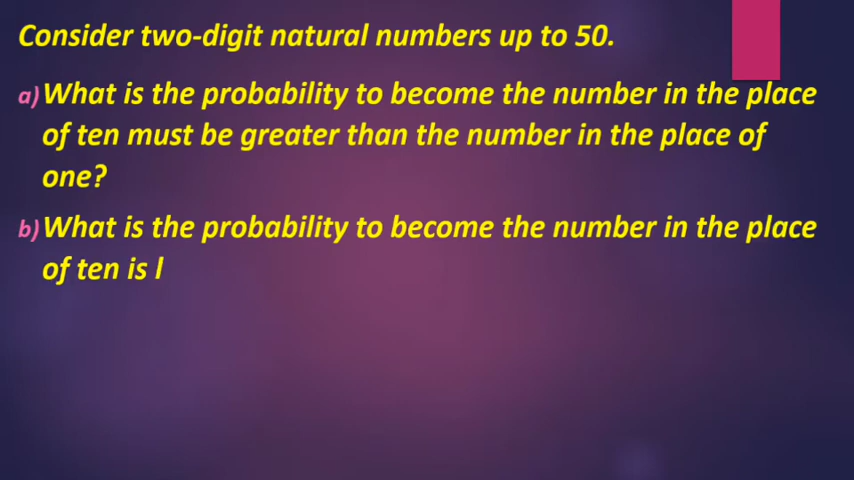 Consider two-digit natural numbers up to 50.
a) What is the probability to become the number in the place
of ten must be greater than the number in the place of
one?
b) What is the probability to become the number in the place
of ten is l